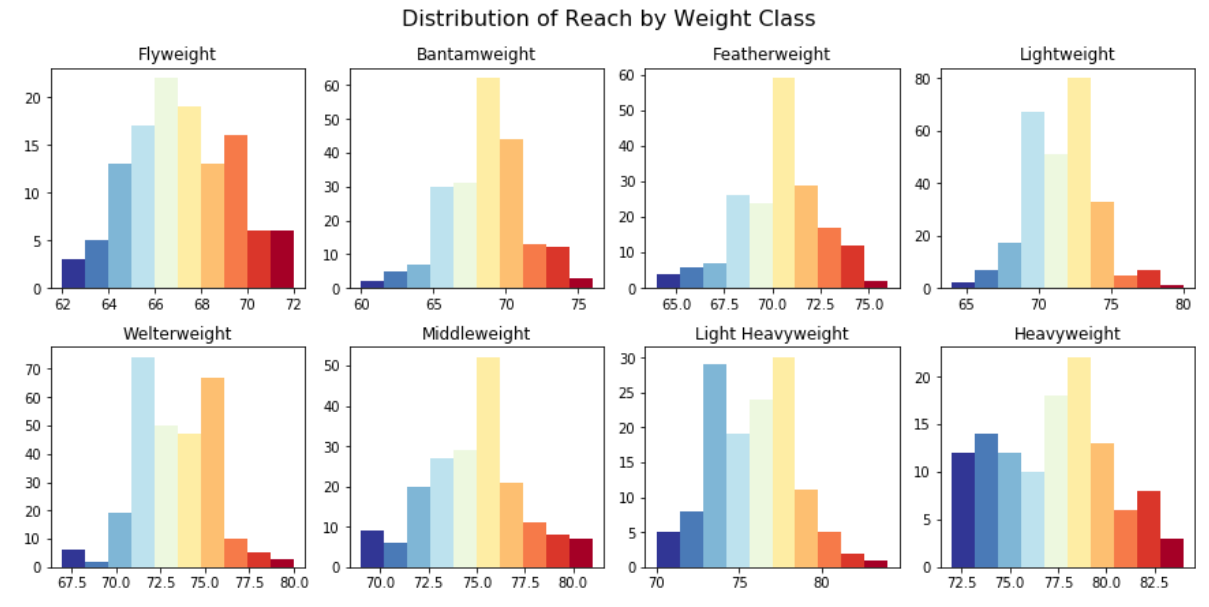 Distribution of Reach by Weight Class
Flyweight
Bantamweight
Featherweight
Lightweight
20
15
10
5
0
62 64 66 68 70 72
60
50
40
30
20
10
0
60 65 70 75
60
50
40
30
20
10
0
65.0 67.5 70.0 72.5 75.0
80
60
40
20
0
65 70 75 80
Welterweight
Middleweight
Light Heavyweight
Heavyweight
70
60
50
40
30
20
10
0
67.5 70.0 72.5 75.0 77.5 80.0
50
40
30
20
10
0
70.0 72.5 75.0 77.5 80.0
30
25
20
15
10
5
0
70 75 80
20
15
10
5
0
72.5 75.0 77.5 80.0 82.5